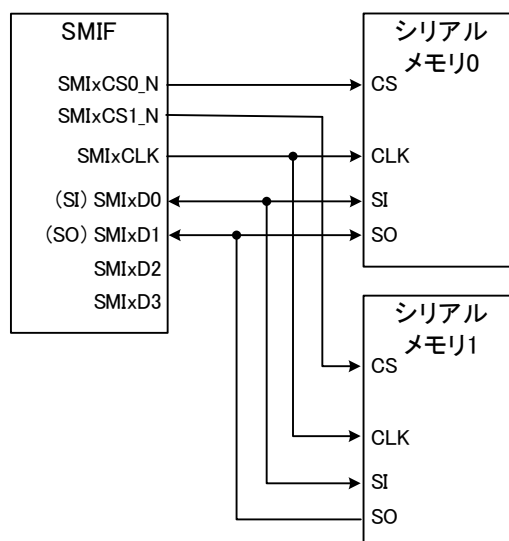 SMIF
SMIxCS0_N
SMIxCS1_N
SMIxCLK
(SI) SMIxD0
(SO) SMIxD1
SMIxD2
SMIxD3
シリアル
メモリ0
CS
CLK
SI
SO
シリアル
メモリ1
CS
CLK
SI
SO